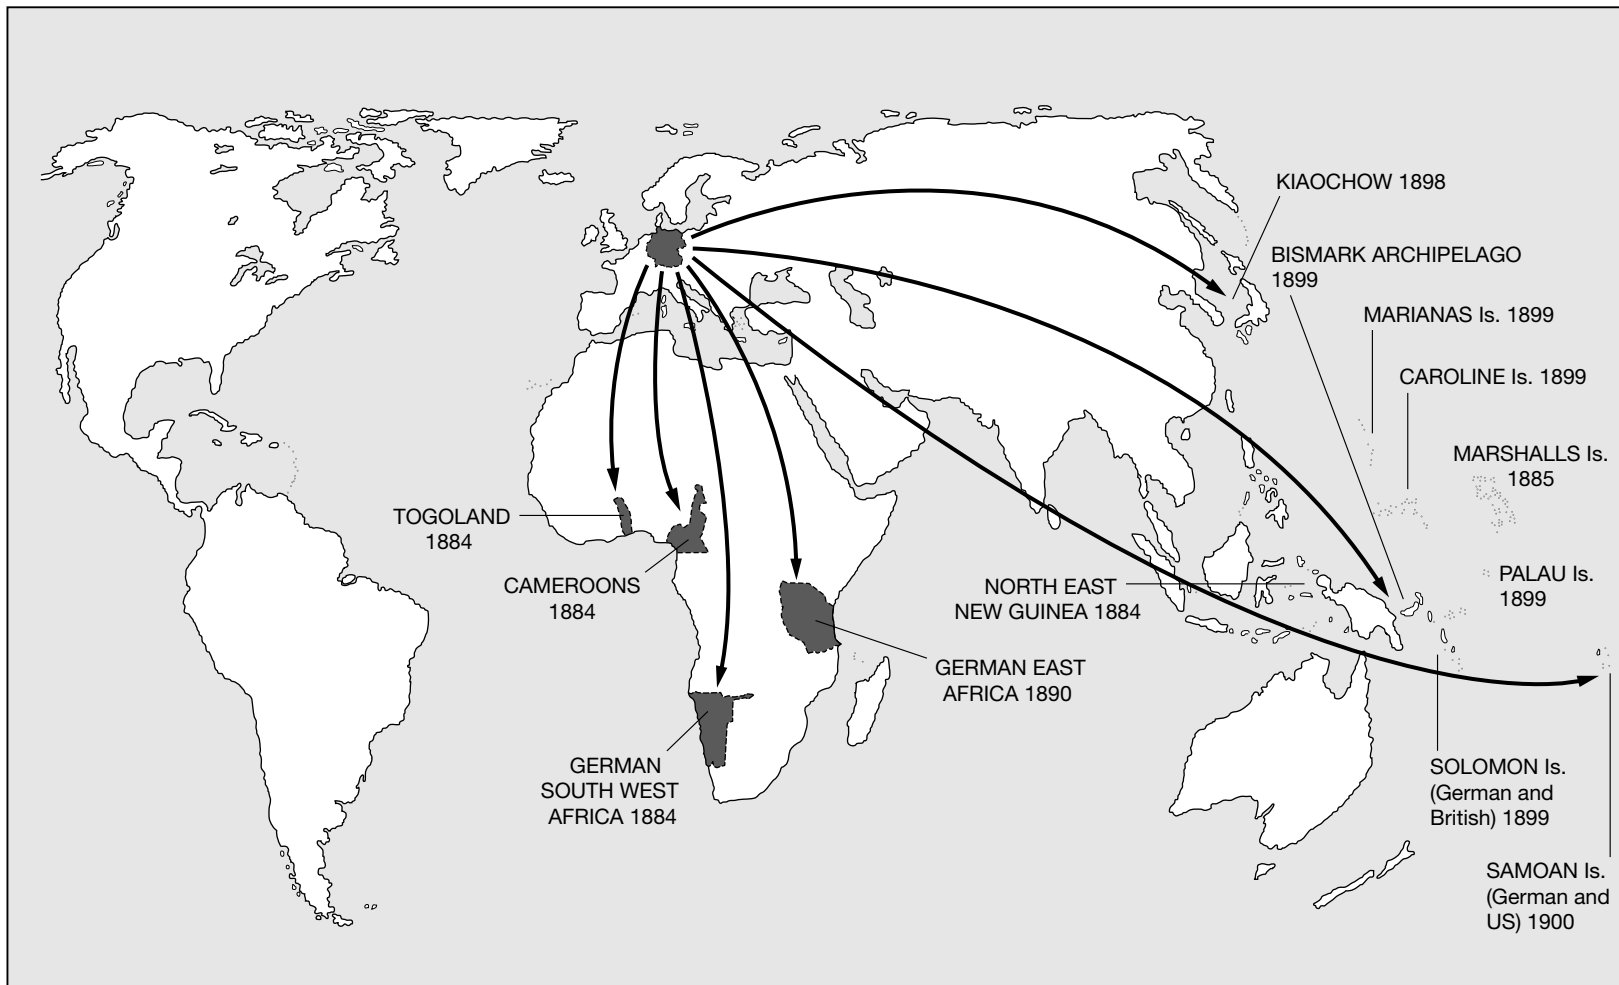 KIAOCHOW 1898
BISMARK ARCHIPELAGO
1899
MARIANAS Is. 1899
CAROLINE Is. 1899
MARSHALLS Is.
1885
TOGOLAND
1884
CAMEROONS
1884
NORTH EAST
NEW GUINEA 1884
PALAU Is.
1899
GERMAN EAST
AFRICA 1890
GERMAN
SOUTH WEST
AFRICA 1884
SOLOMON Is.
(German and
British) 1899
SAMOAN Is.
(German and
US) 1900